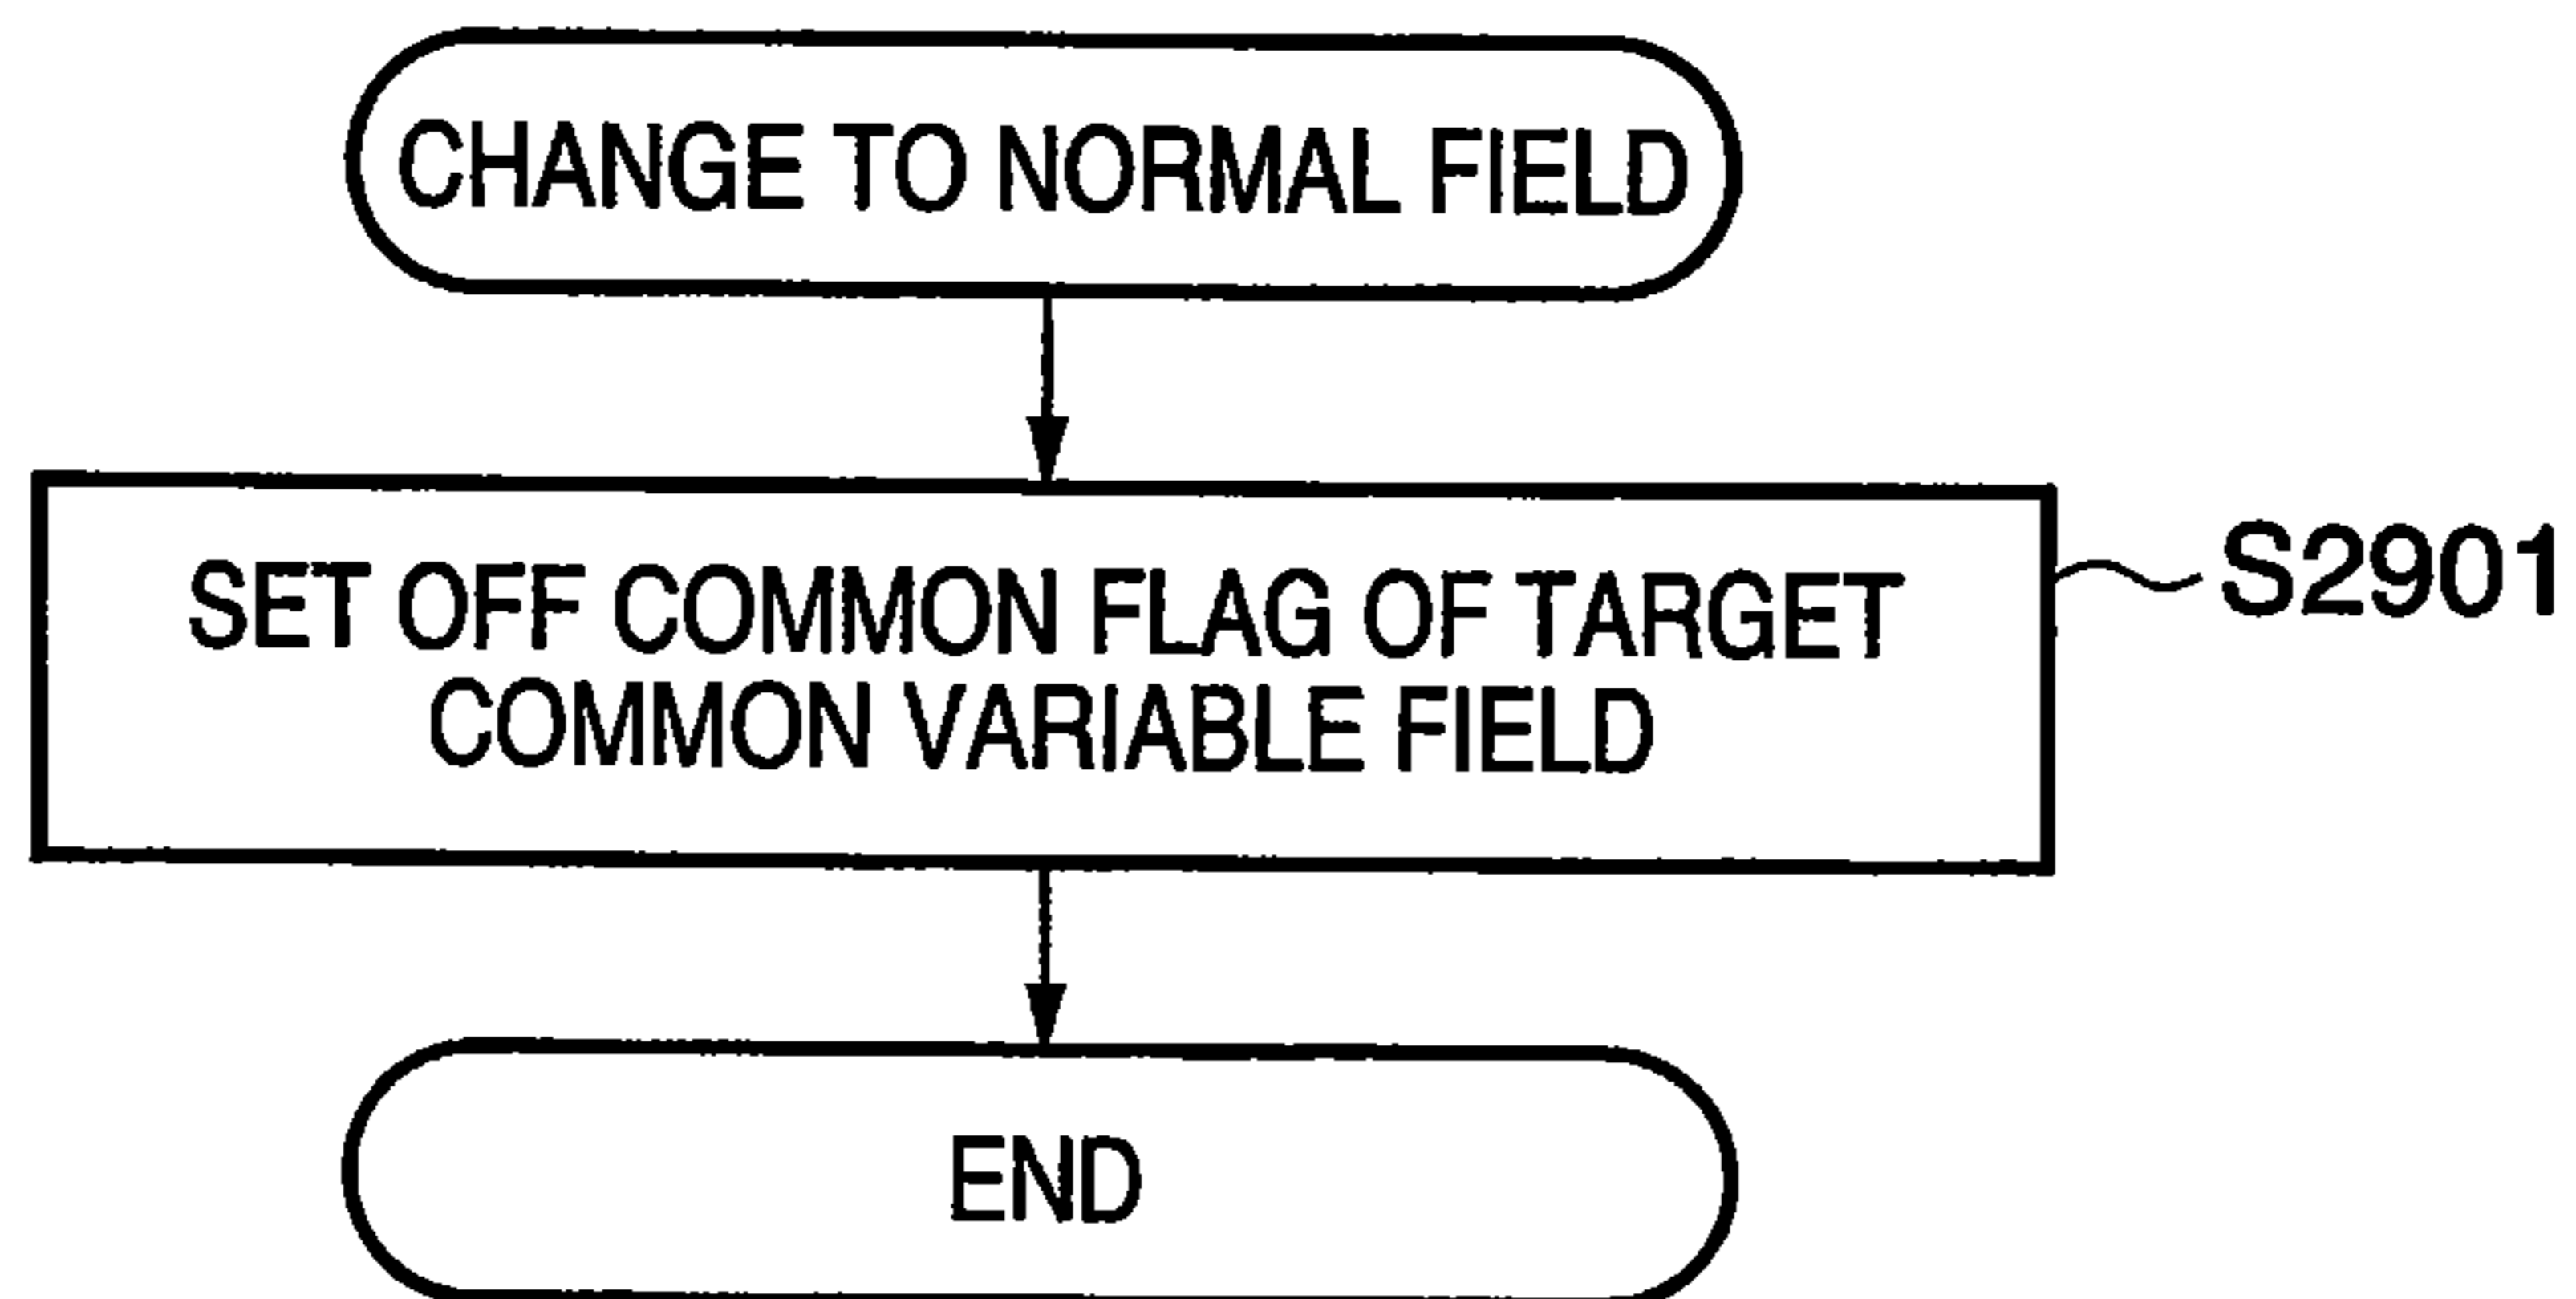 CHANGE TO NORMAL FIELD
SET OFF COMMON FLAG OF TARGET
COMMON VARIABLE FIELD
S2901
END